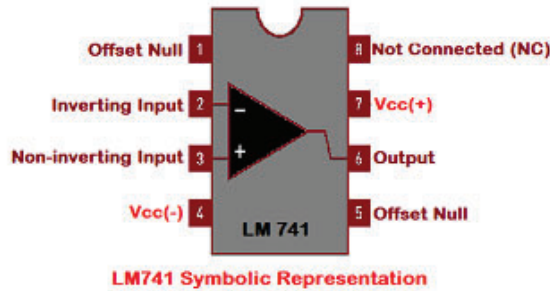 Offset Null 1 8 Not Connected (NC)
Inverting Input 2 − 7 Vcc(+)
Non-inverting Input 3 + 6 Output
Vcc(-) 4 LM 741 5 Offset Null
LM741 Symbolic Representation